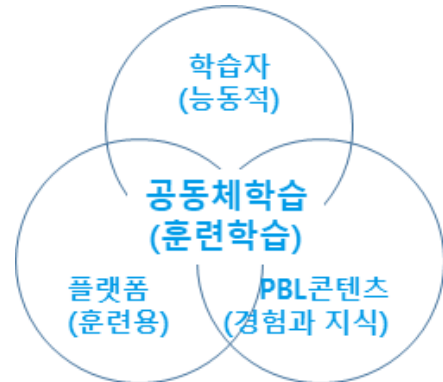 학습자
(능동적)
공동체학습
(훈련학습)
플랫폼
(훈련용)
PBL콘텐츠
(경험과 지식)